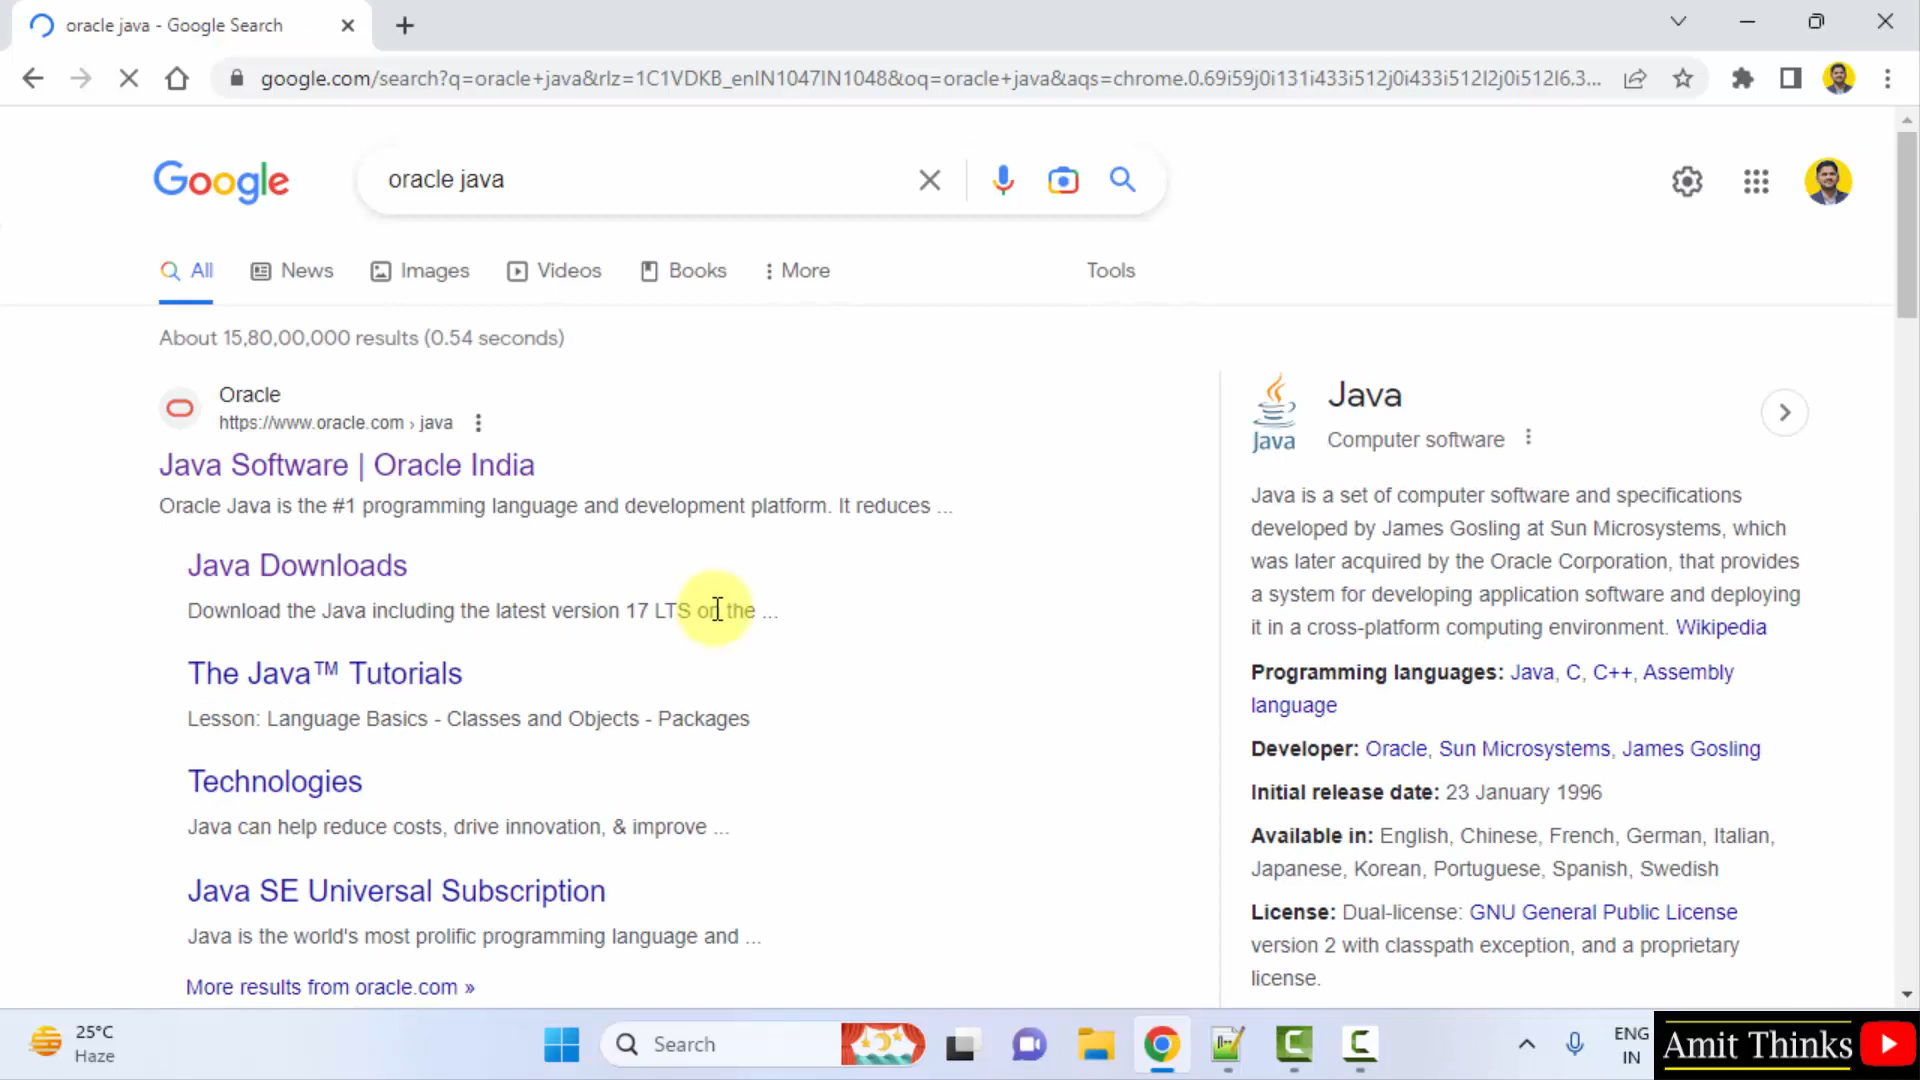 oracle java - Google Search
google.com/search?q=oracle+java&rlz=1C1VDKB_enIN1047IN1048&oq=oracle+java&aqs=chrome.0.69i59j0i131i433i512j0i433i512l2j0i512l6.3...
Google
oracle java
All
News
Images
Videos
Books
More
Tools
About 15,80,00,000 results (0.54 seconds)
Oracle
https://www.oracle.com › java
Java Software | Oracle India
Oracle Java is the #1 programming language and development platform. It reduces ...
Java Downloads
Download the Java including the latest version 17 LTS on the ...
The Java™ Tutorials
Lesson: Language Basics - Classes and Objects - Packages
Technologies
Java can help reduce costs, drive innovation, & improve ...
Java SE Universal Subscription
Java is the world's most prolific programming language and ...
More results from oracle.com »
Java
Java
Computer software
Java is a set of computer software and specifications
developed by James Gosling at Sun Microsystems, which
was later acquired by the Oracle Corporation, that provides
a system for developing application software and deploying
it in a cross-platform computing environment. Wikipedia
Programming languages: Java, C, C++, Assembly
language
Developer: Oracle, Sun Microsystems, James Gosling
Initial release date: 23 January 1996
Available in: English, Chinese, French, German, Italian,
Japanese, Korean, Portuguese, Spanish, Swedish
License: Dual-license: GNU General Public License
version 2 with classpath exception, and a proprietary
license.
25°C
Haze
Search
ENG
IN
Amit Thinks